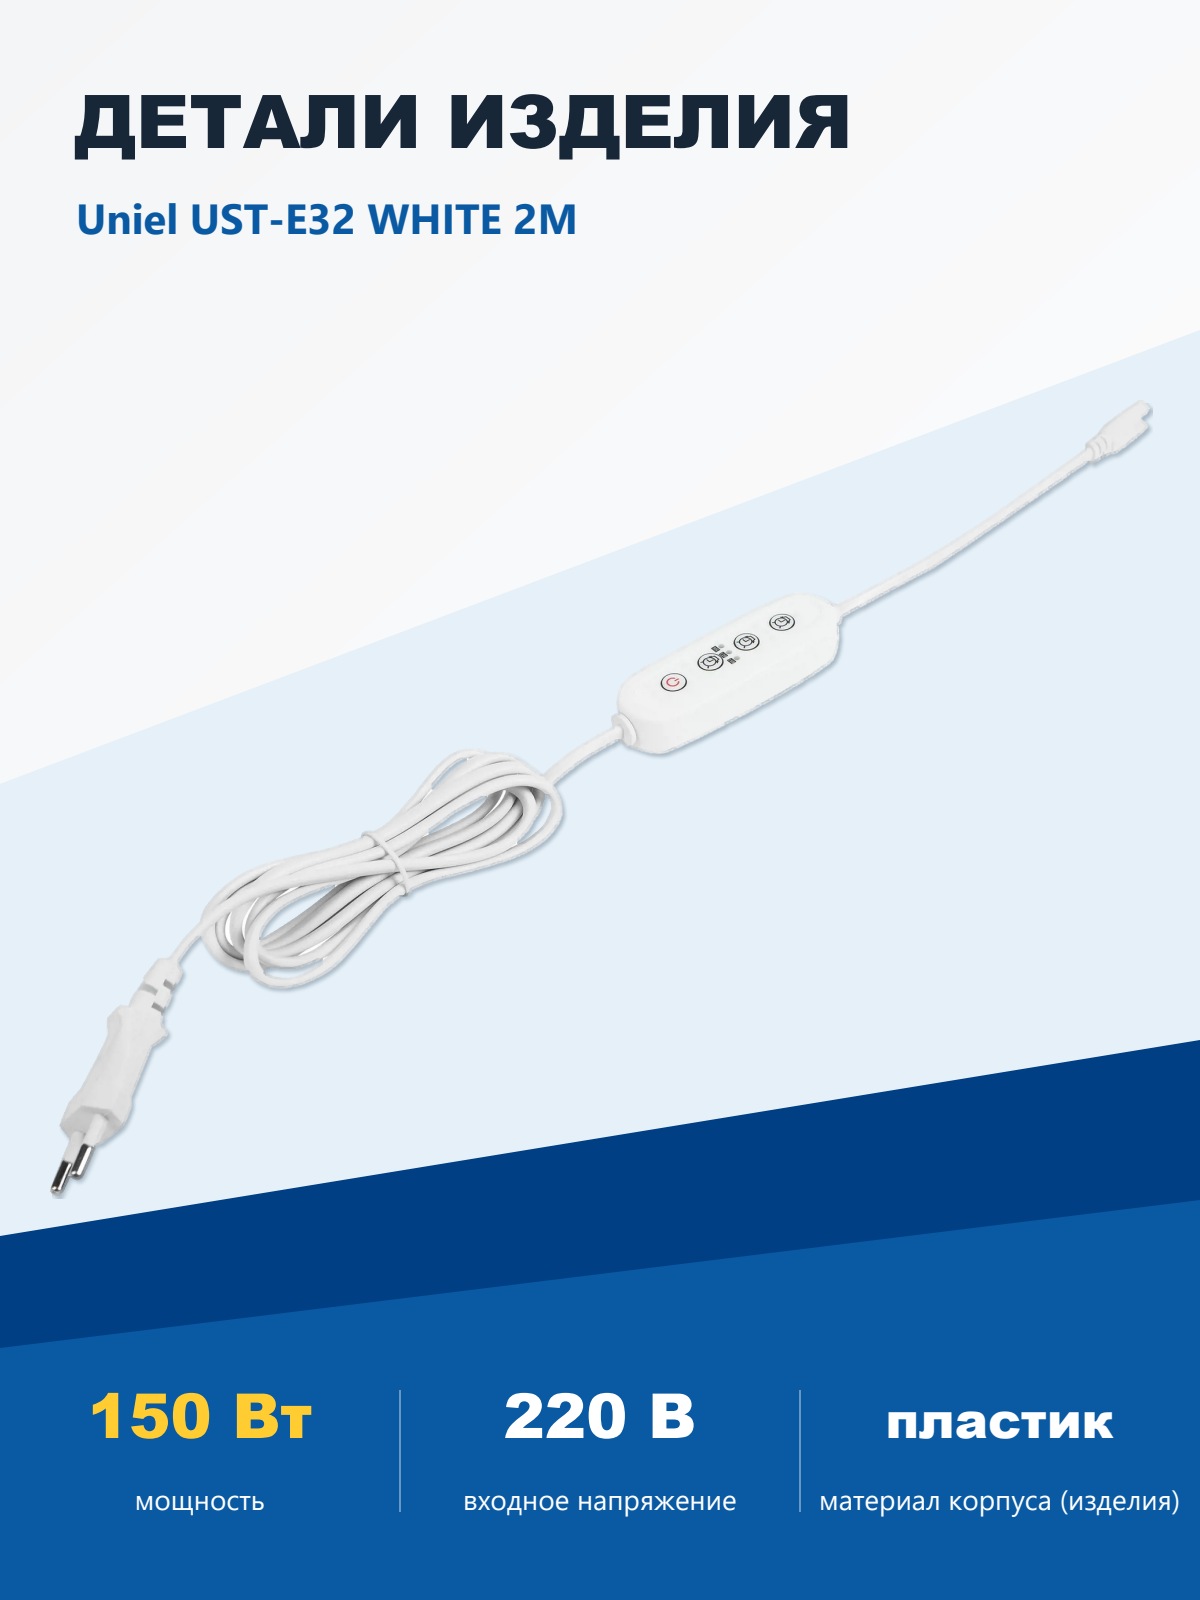 ДЕТАЛИ ИЗДЕЛИЯ
Uniel UST-E32 WHITE 2M
150 Вт
220 В
пластик
мощность
входное напряжение
материал корпуса (изделия)